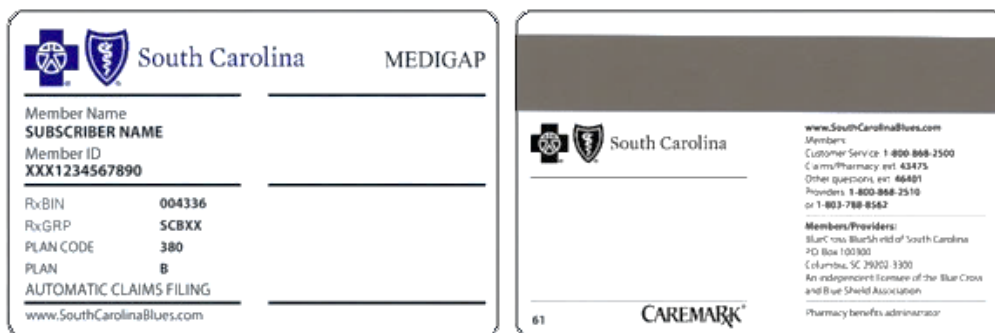 South Carolina
MEDIGAP
Member Name
SUBSCRIBER NAME
Member ID
XXX1234567890
RxBIN 004336
RxGRP SCBXX
PLAN CODE 380
PLAN B
AUTOMATIC CLAIMS FILING
www.SouthCarolinaBlues.com
South Carolina
61
CAREMARK
www.SouthCarolinaBlues.com
Members:
Customer Service: 1-800-868-2500
Claims/Pharmacy, ext. 43475
Other questions, ext. 46401
Providers: 1-800-868-2510
or 1-803-788-8562
Members/Providers:
BlueCross BlueShield of South Carolina
P.O. Box 100300
Columbia, SC 29202-3300
An independent licensee of the Blue Cross
and Blue Shield Association
Pharmacy benefits administrator